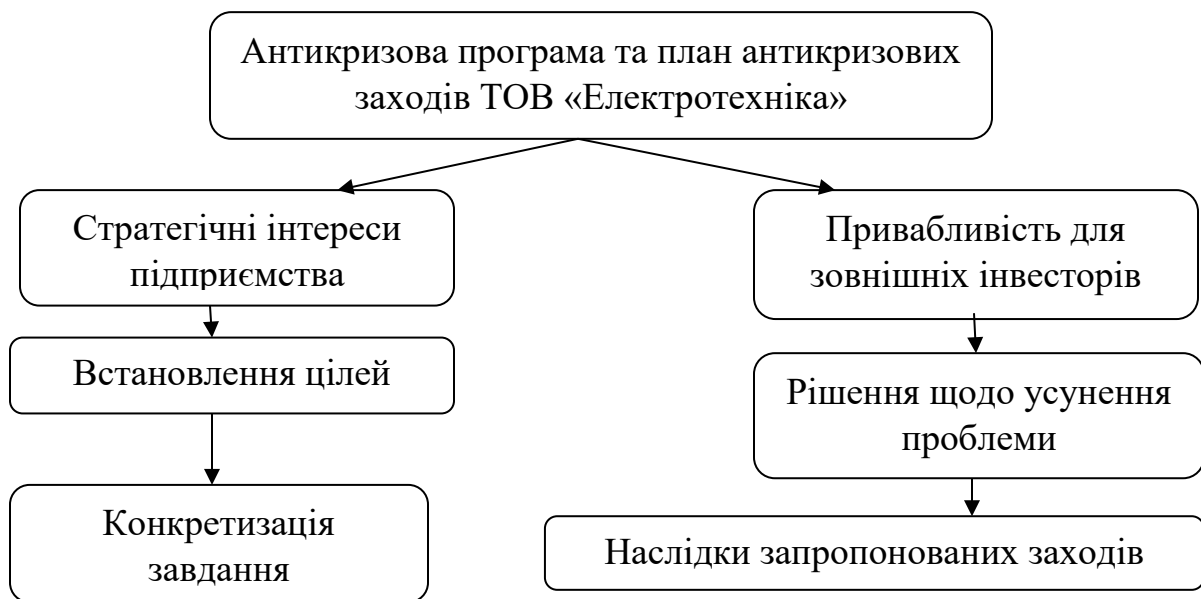 Антикризова програма та план антикризових
заходів ТОВ «Електротехніка»
Стратегічні інтереси
підприємства
Привабливість для
зовнішніх інвесторів
Встановлення цілей
Рішення щодо усунення
проблеми
Конкретизація
завдання
Наслідки запропонованих заходів